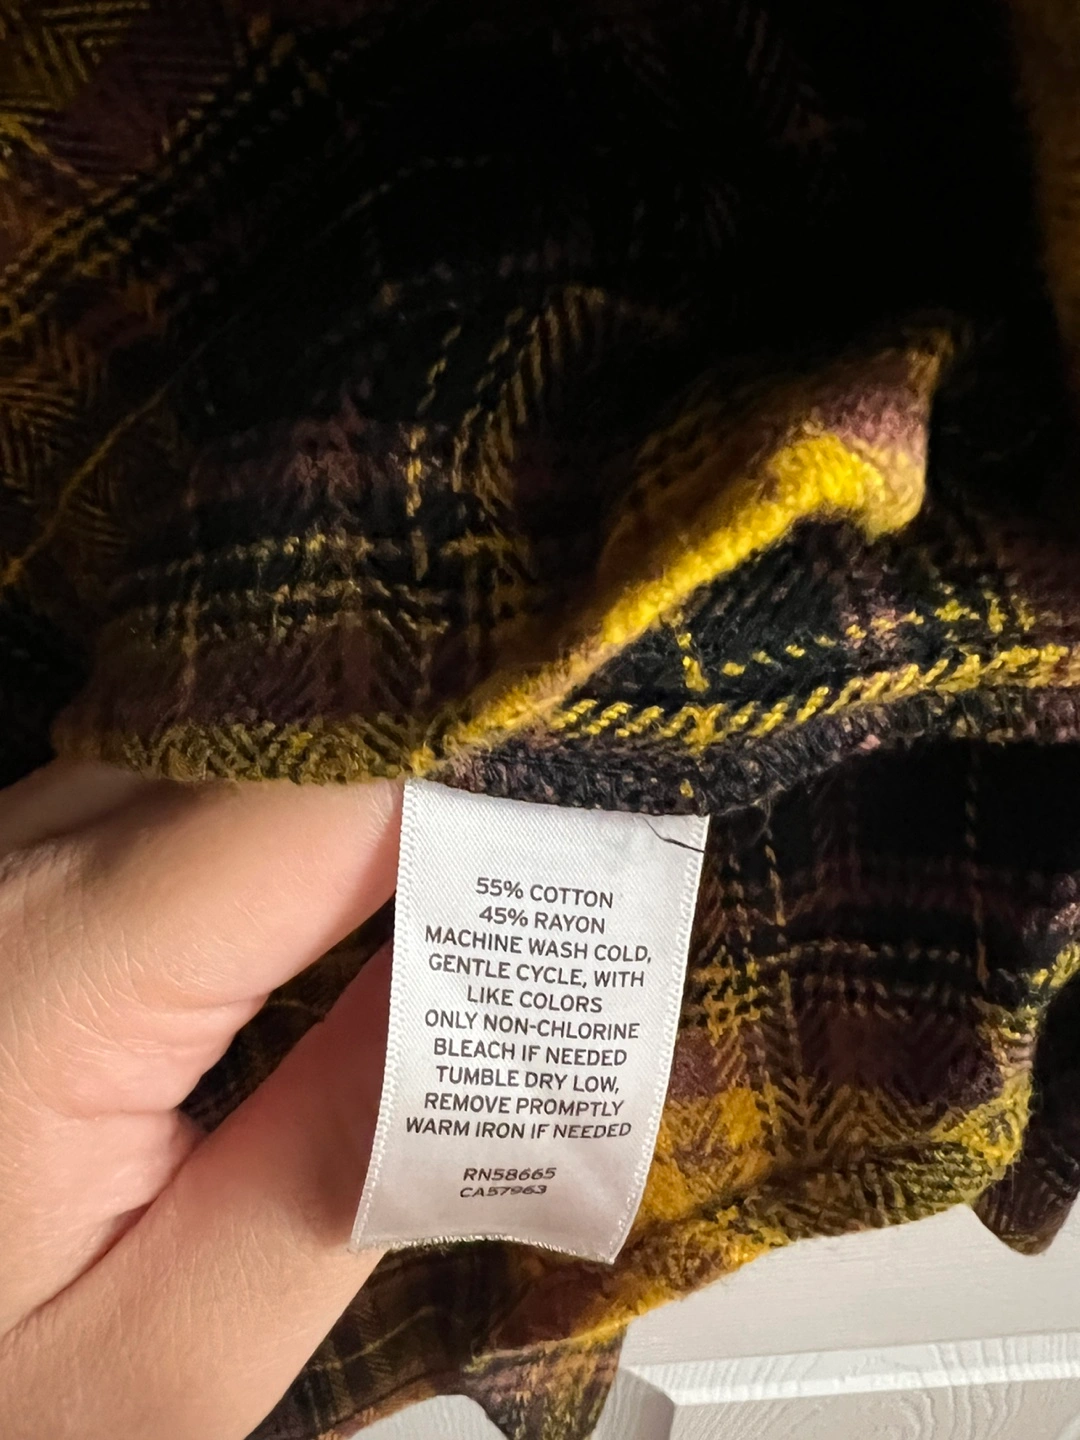 55% COTTON
45% RAYON
MACHINE WASH COLD,
GENTLE CYCLE, WITH
LIKE COLORS
ONLY NON-CHLORINE
BLEACH IF NEEDED
TUMBLE DRY LOW,
REMOVE PROMPTLY
WARM IRON IF NEEDED
RN58665
CA57963